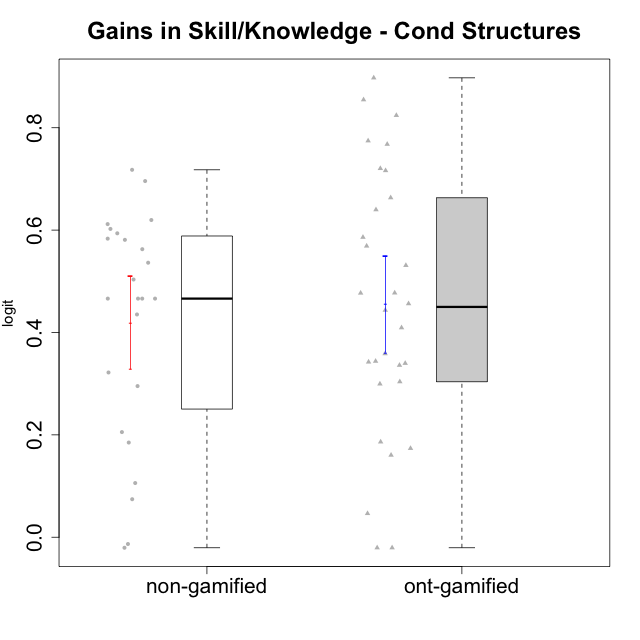 Gains in Skill/Knowledge - Cond Structures
logit
0.8
0.6
0.4
0.2
0.0
non-gamified
ont-gamified